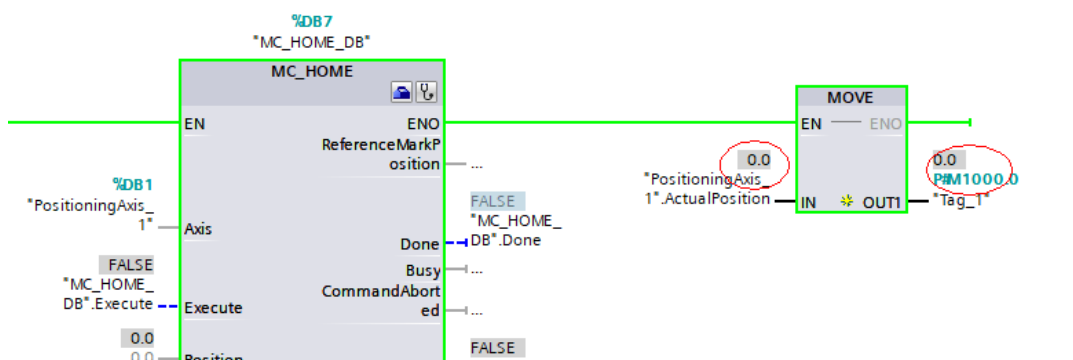 %DB7
"MC_HOME_DB"
MC_HOME
EN
ENO
ReferenceMarkP
osition
...
%DB1
"PositioningAxis_
1"
Axis
FALSE
"MC_HOME_
DB".Done
Done
Busy
...
FALSE
"MC_HOME_
DB".Execute
Execute
CommandAbort
ed
...
0.0
0.0
Position
FALSE
MOVE
EN
ENO
0.0
"PositioningAxis_
1".ActualPosition
IN
OUT1
0.0
P#M1000.0
"Tag_1"